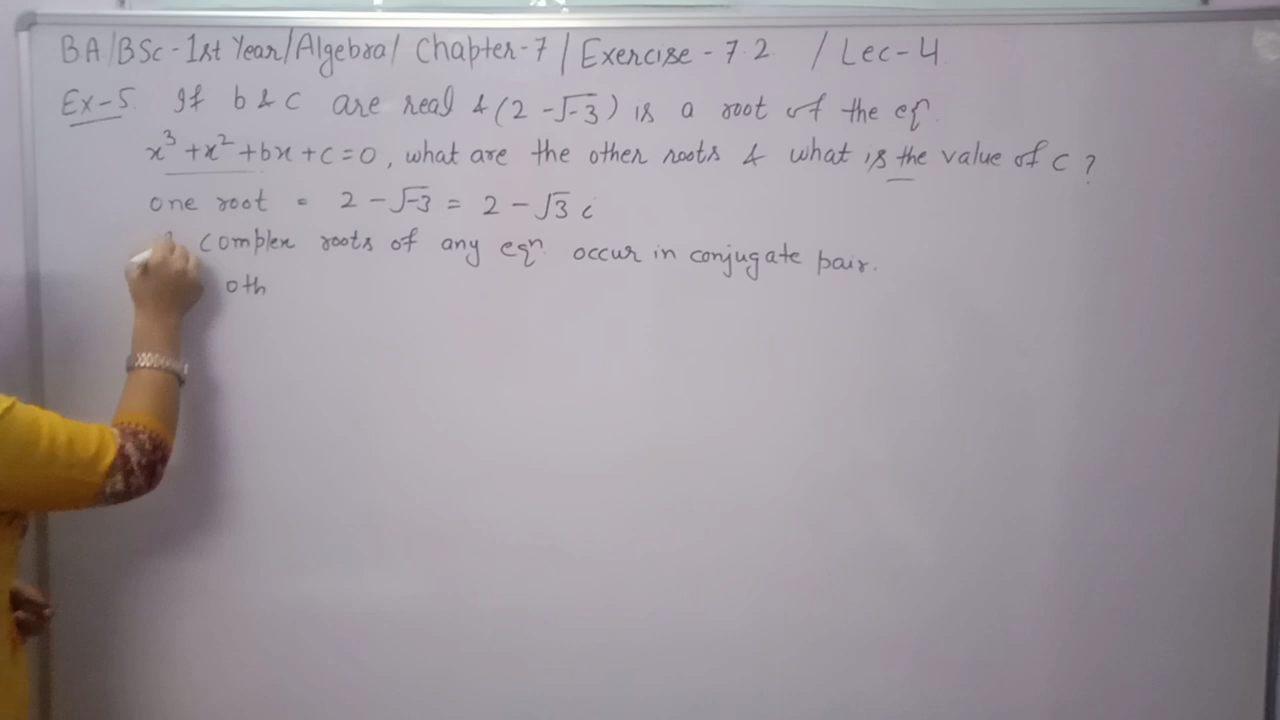 BA/BSc-1st Year/Algebra/ Chapter-7 / Exercise-7.2 / Lec-4
Ex-5. If b & c are real & (2-√-3) is a root of the eqn.
x³+x²+bx+c=0, what are the other roots & what is the value of c?
one root = 2-√-3 = 2-√3 i
complex roots of any eqn. occur in conjugate pair.
oth